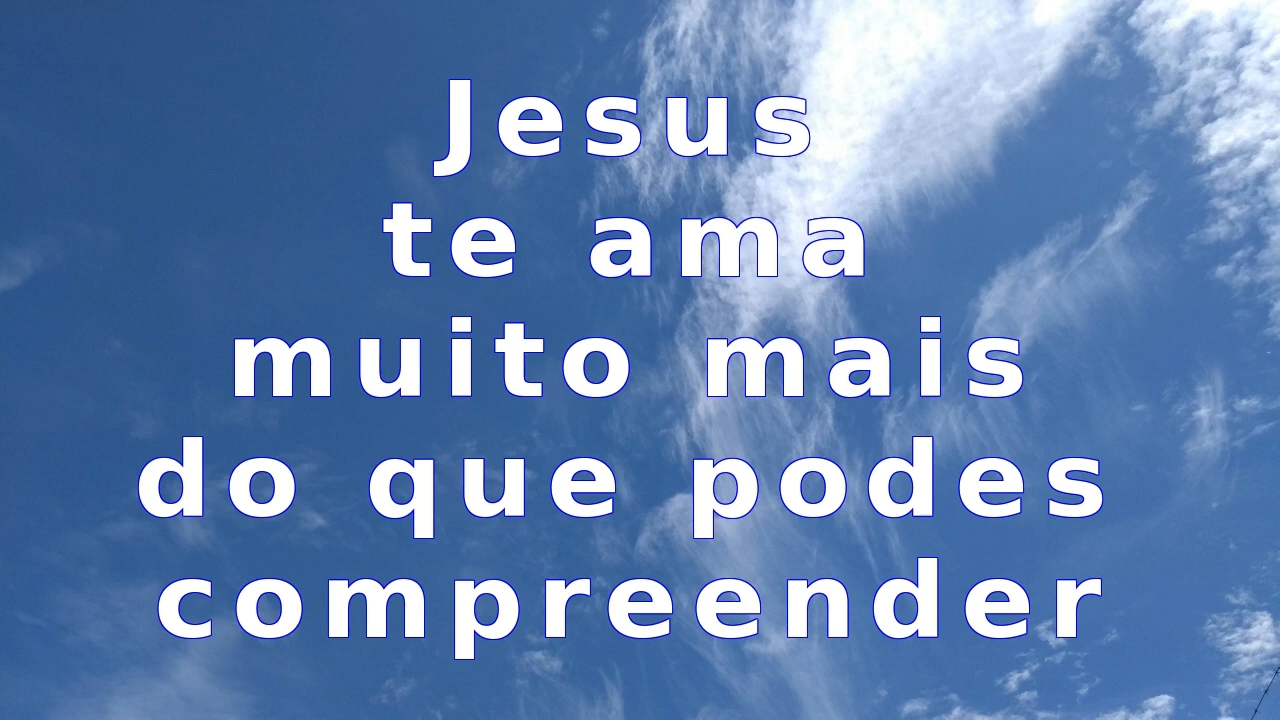 Jesus
te ama
muito mais
do que podes
compreender